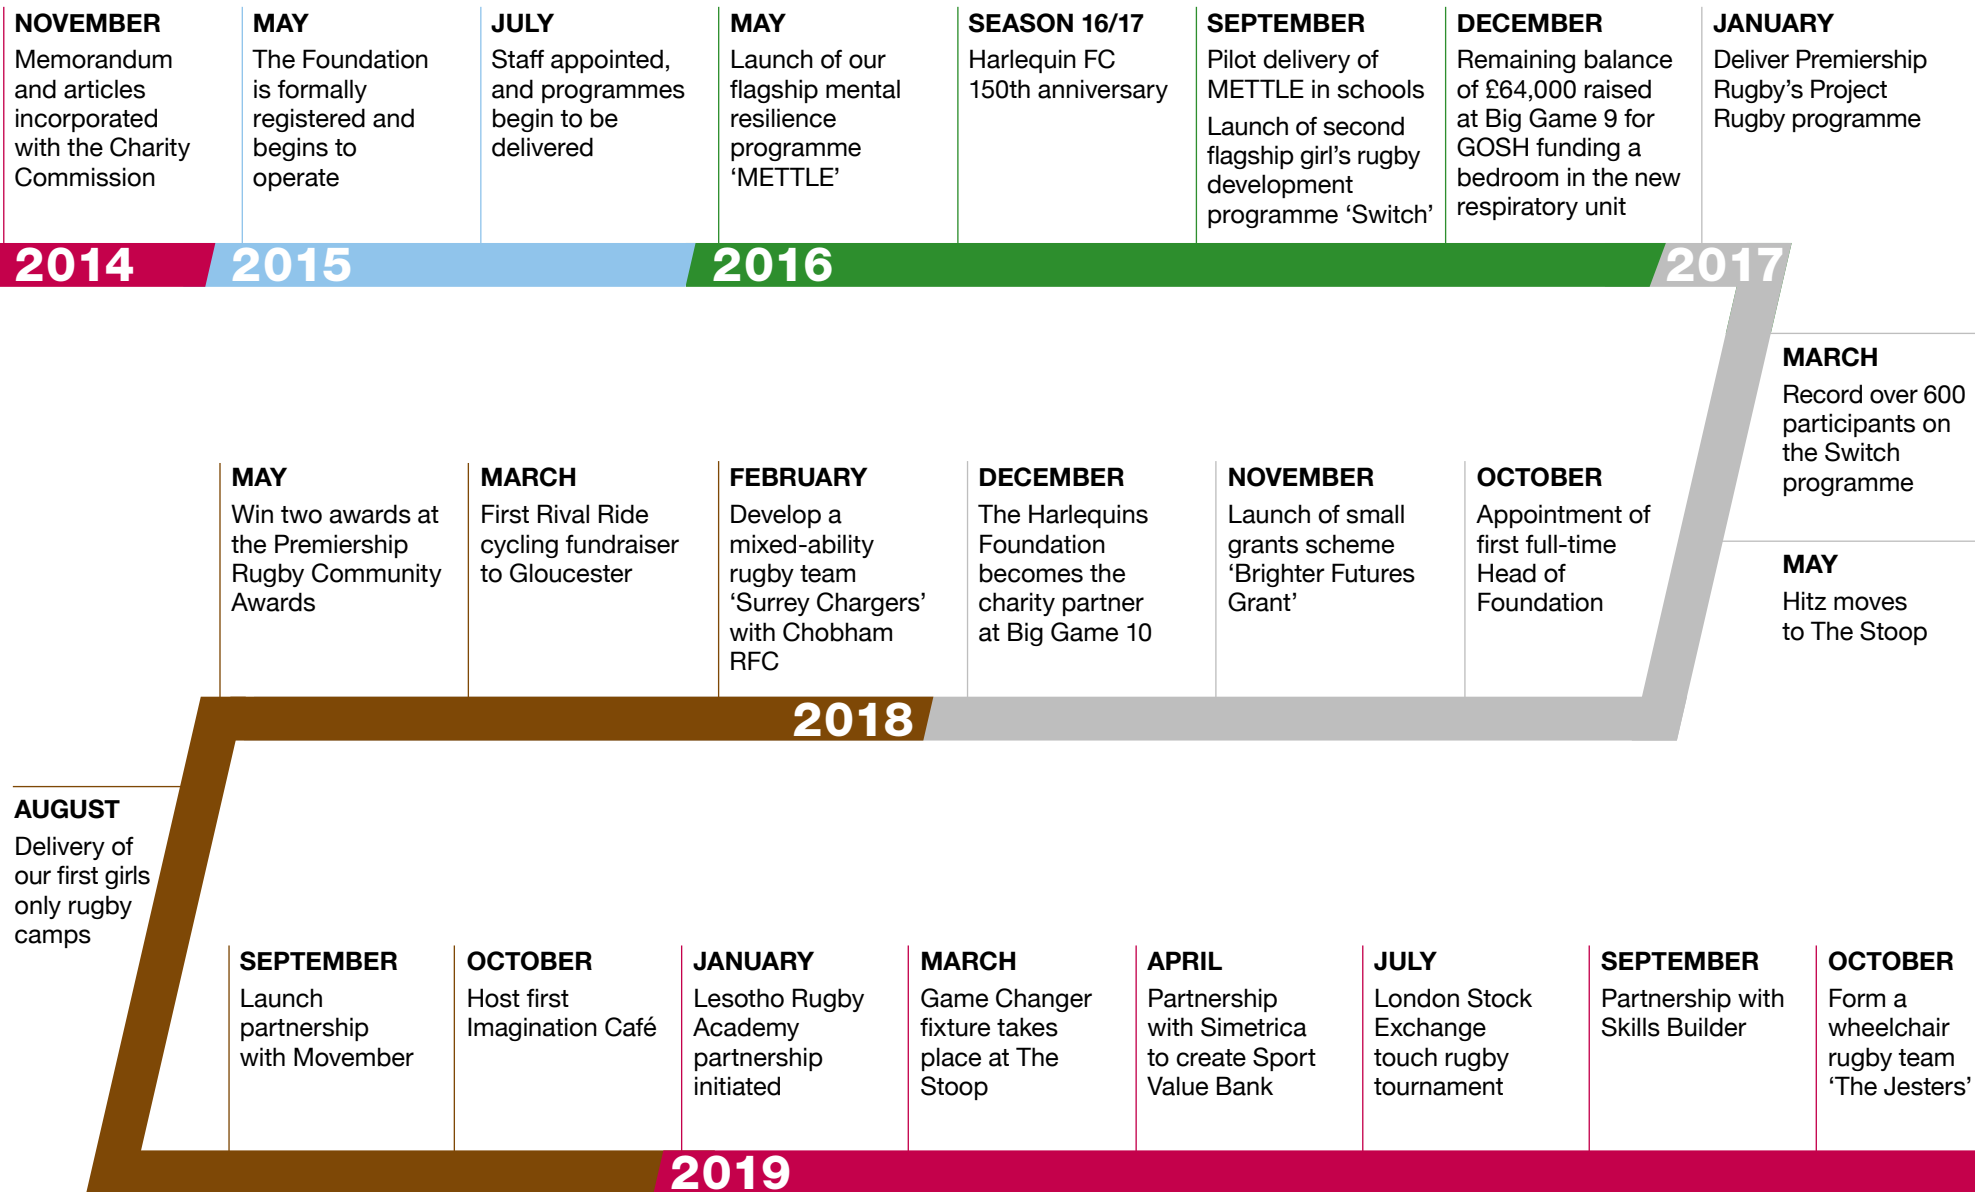 NOVEMBER
Memorandum
and articles
incorporated
with the Charity
Commission
MAY
The Foundation
is formally
registered and
begins to
operate
JULY
Staff appointed,
and programmes
begin to be
delivered
MAY
Launch of our
flagship mental
resilience
programme
‘METTLE’
SEASON 16/17
Harlequin FC
150th anniversary
SEPTEMBER
Pilot delivery of
METTLE in schools
Launch of second
flagship girl’s rugby
development
programme ‘Switch’
DECEMBER
Remaining balance
of £64,000 raised
at Big Game 9 for
GOSH funding a
bedroom in the new
respiratory unit
JANUARY
Deliver Premiership
Rugby’s Project
Rugby programme
2014
2015
2016
2017
MARCH
Record over 600
participants on
the Switch
programme
MAY
Hitz moves
to The Stoop
OCTOBER
Appointment of
first full-time
Head of
Foundation
NOVEMBER
Launch of small
grants scheme
‘Brighter Futures
Grant’
DECEMBER
The Harlequins
Foundation
becomes the
charity partner
at Big Game 10
FEBRUARY
Develop a
mixed-ability
rugby team
‘Surrey Chargers’
with Chobham
RFC
MARCH
First Rival Ride
cycling fundraiser
to Gloucester
MAY
Win two awards at
the Premiership
Rugby Community
Awards
2018
AUGUST
Delivery of
our first girls
only rugby
camps
SEPTEMBER
Launch
partnership
with Movember
OCTOBER
Host first
Imagination Café
JANUARY
Lesotho Rugby
Academy
partnership
initiated
MARCH
Game Changer
fixture takes
place at The
Stoop
APRIL
Partnership
with Simetrica
to create Sport
Value Bank
JULY
London Stock
Exchange
touch rugby
tournament
SEPTEMBER
Partnership with
Skills Builder
OCTOBER
Form a
wheelchair
rugby team
‘The Jesters’
2019